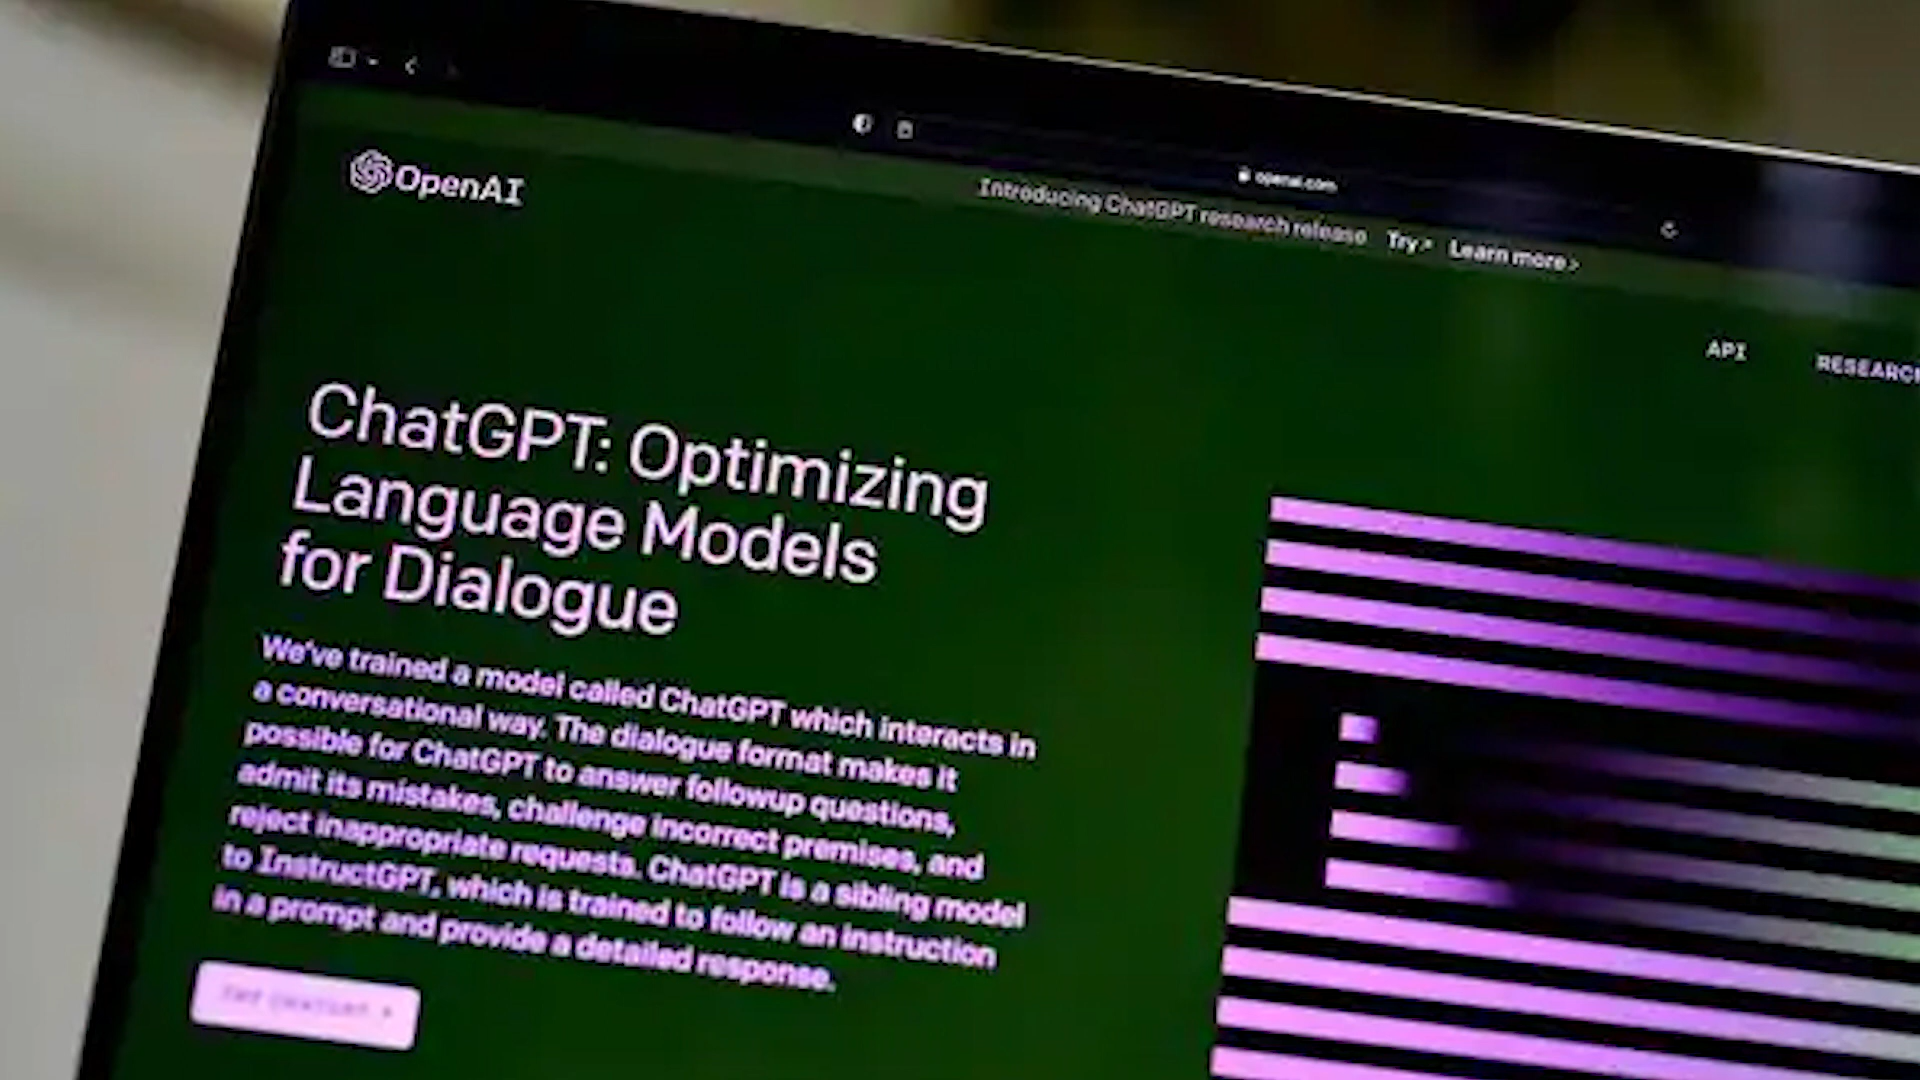 openai.com
Introducing ChatGPT research release Try↗ Learn more›
OpenAI
API RESEARCH
ChatGPT: Optimizing
Language Models
for Dialogue
We've trained a model called ChatGPT which interacts in
a conversational way. The dialogue format makes it
possible for ChatGPT to answer followup questions,
admit its mistakes, challenge incorrect premises, and
reject inappropriate requests. ChatGPT is a sibling model
to InstructGPT, which is trained to follow an instruction
in a prompt and provide a detailed response.